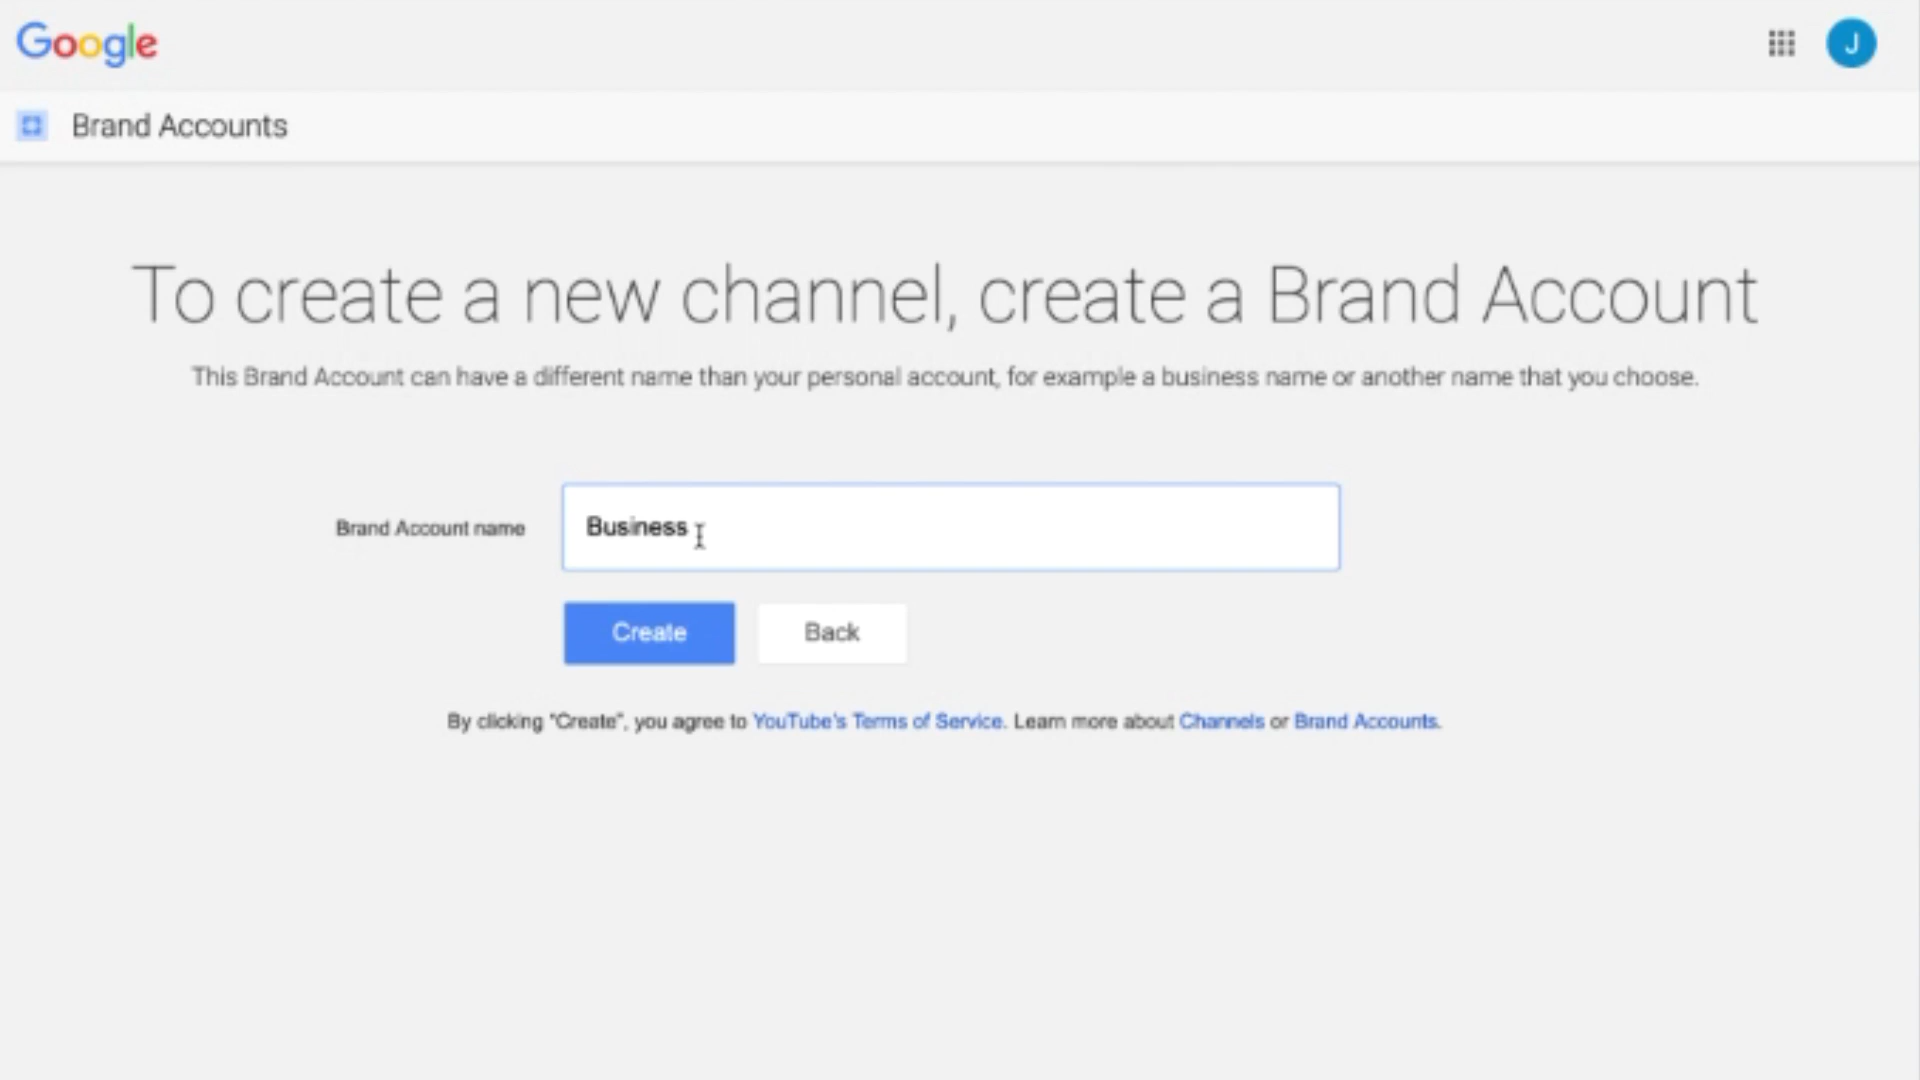 Google
J
Brand Accounts
To create a new channel, create a Brand Account
This Brand Account can have a different name than your personal account, for example a business name or another name that you choose.
Brand Account name
Business
Create
Back
By clicking "Create", you agree to YouTube's Terms of Service. Learn more about Channels or Brand Accounts.